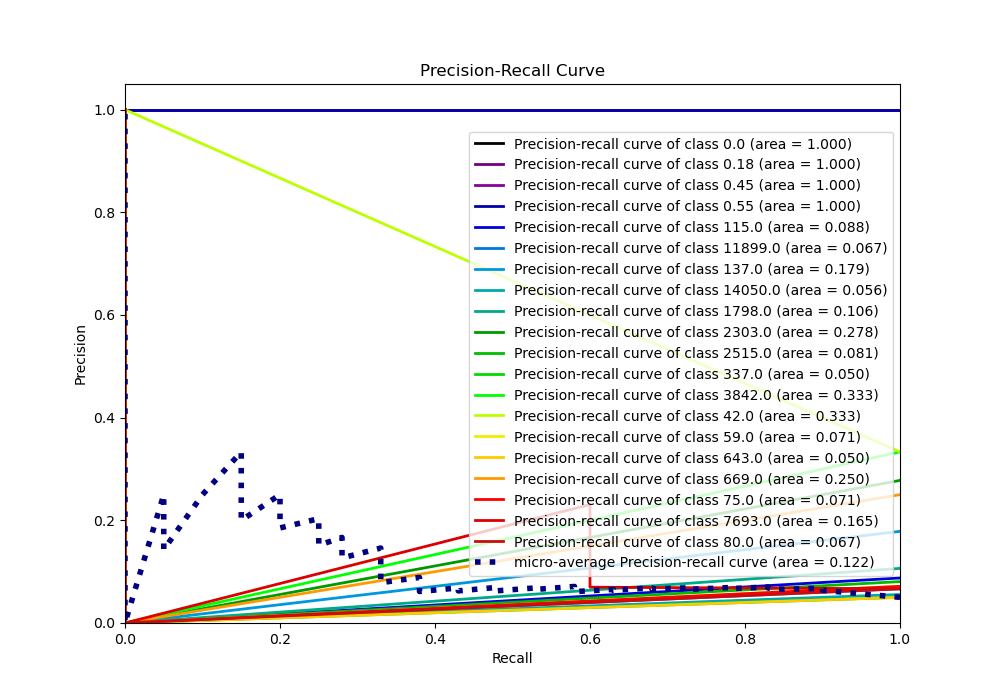 Precision-Recall Curve
1.0
0.8
0.6
0.4
0.2
0.0
Precision
Precision-recall curve of class 0.0 (area = 1.000)
Precision-recall curve of class 0.18 (area = 1.000)
Precision-recall curve of class 0.45 (area = 1.000)
Precision-recall curve of class 0.55 (area = 1.000)
Precision-recall curve of class 115.0 (area = 0.088)
Precision-recall curve of class 11899.0 (area = 0.067)
Precision-recall curve of class 137.0 (area = 0.179)
Precision-recall curve of class 14050.0 (area = 0.056)
Precision-recall curve of class 1798.0 (area = 0.106)
Precision-recall curve of class 2303.0 (area = 0.278)
Precision-recall curve of class 2515.0 (area = 0.081)
Precision-recall curve of class 337.0 (area = 0.050)
Precision-recall curve of class 3842.0 (area = 0.333)
Precision-recall curve of class 42.0 (area = 0.333)
Precision-recall curve of class 59.0 (area = 0.071)
Precision-recall curve of class 643.0 (area = 0.050)
Precision-recall curve of class 669.0 (area = 0.250)
Precision-recall curve of class 75.0 (area = 0.071)
Precision-recall curve of class 7693.0 (area = 0.165)
Precision-recall curve of class 80.0 (area = 0.067)
micro-average Precision-recall curve (area = 0.122)
0.0 0.2 0.4 0.6 0.8 1.0
Recall